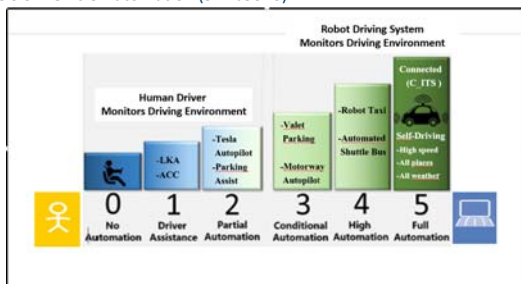 Robot Driving System
Monitors Driving Environment
Human Driver
Monitors Driving Environment
-LKA
-ACC
-Tesla
Autopilot
-Parking
Assist
-Valet
Parking
-Motorway
Autopilot
-Robot Taxi
-Automated
Shuttle Bus
Connected
(C_ITS )
Self-Driving
-High speed
-All places
-All weather
0
No
Automation
1
Driver
Assistance
2
Partial
Automation
3
Conditional
Automation
4
High
Automation
5
Full
Automation